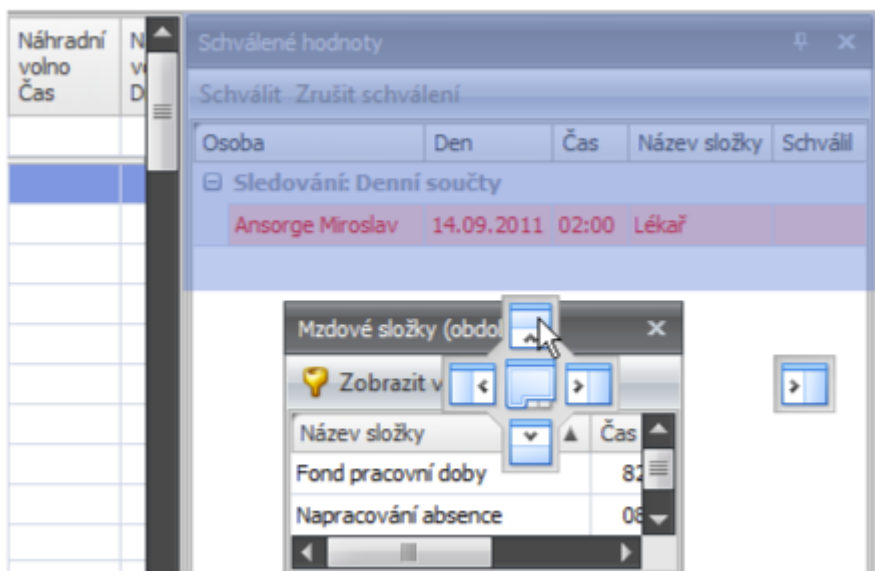 Náhradní
volno
Čas
Schválené hodnoty
Schválit Zrušit schválení
Osoba Den Čas Název složky Schválil
Sledování: Denní součty
Ansorge Miroslav 14.09.2011 02:00 Lékař
Mzdové složky
Zobrazit
Název složky Čas
Fond pracovní doby
Napracování absence